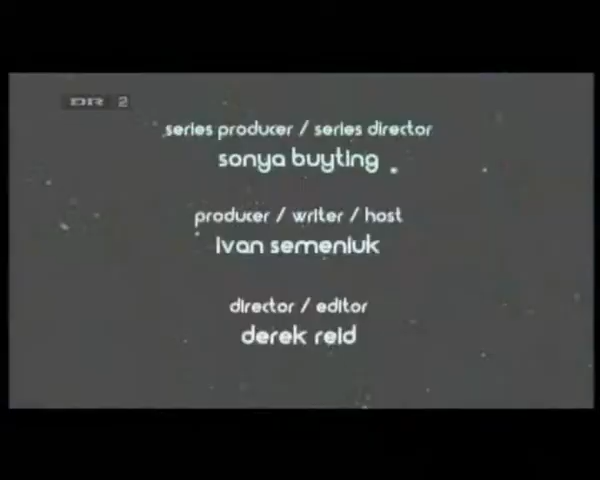 DR 2
series producer / series director
sonya buyting
producer / writer / host
ivan semeniuk
director / editor
derek reid